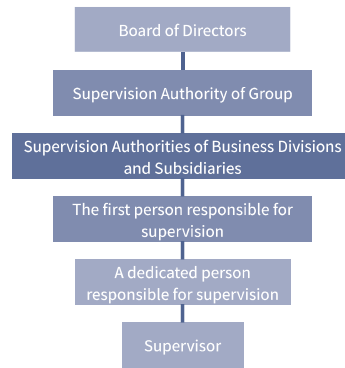 Board of Directors
Supervision Authority of Group
Supervision Authorities of Business Divisions
and Subsidiaries
The first person responsible for
supervision
A dedicated person
responsible for supervision
Supervisor